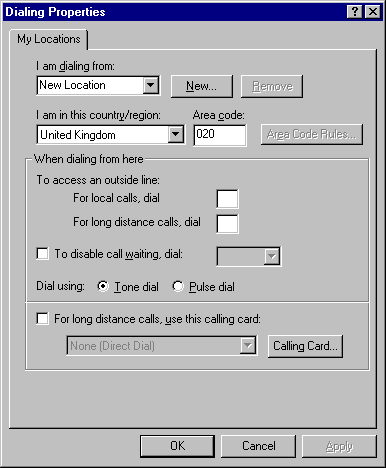 Dialing Properties
My Locations
I am dialing from:
New Location
New...
Remove
I am in this country/region:
Area code:
United Kingdom
020
Area Code Rules...
When dialing from here
To access an outside line:
For local calls, dial
For long distance calls, dial
To disable call waiting, dial:
Dial using:
Tone dial
Pulse dial
For long distance calls, use this calling card:
None (Direct Dial)
Calling Card...
OK
Cancel
Apply